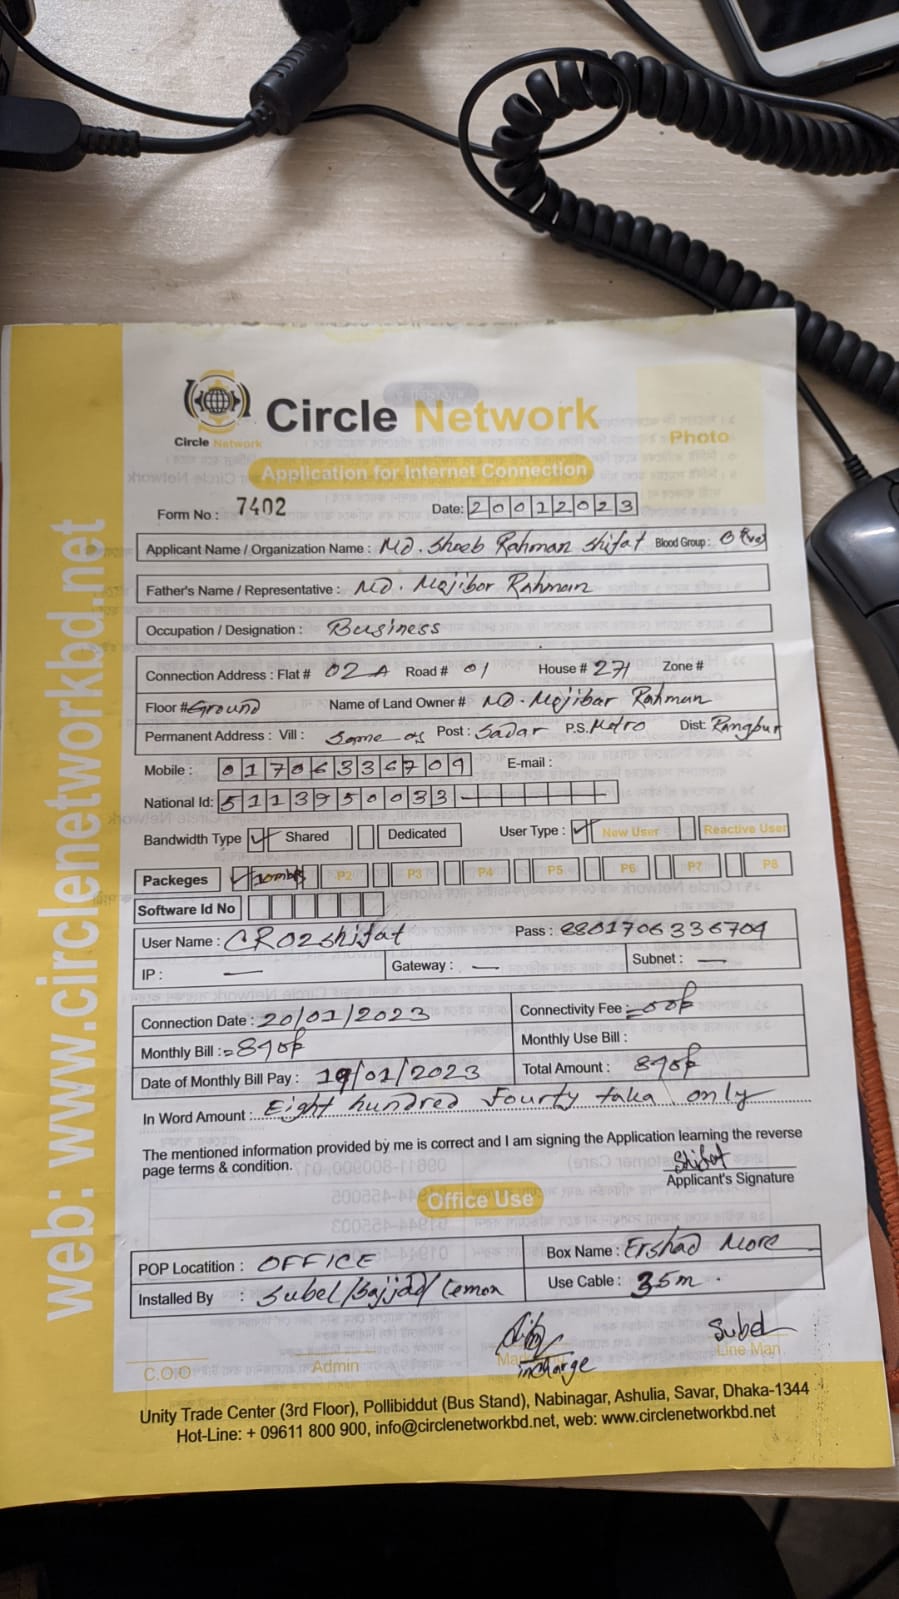 Circle Network
Circle Network
Photo
Application for Internet Connection
Form No : 7402 Date: 20012023
Applicant Name / Organization Name : MD. Shoeb Rahman Shifat Blood Group : O(+ve)
Father's Name / Representative : MD. Mojibor Rahman
Occupation / Designation : Business
Connection Address : Flat # 02 A Road # 01 House # 271 Zone #
Floor # Ground Name of Land Owner # MD. Mojibar Rahman
Permanent Address : Vill : Same as Post : Sadar P.S. Metro Dist: Rangpur
Mobile : 01706336709 E-mail :
National Id: 5113950033
Bandwidth Type ✓ Shared Dedicated User Type : ✓ New User Reactive User
Packeges ✓ 10mbps P2 P3 P4 P5 P6 P7 P8
Software Id No
User Name : CR02shifat Pass : 8801706336704
IP : — Gateway : — Subnet : —
Connection Date : 20/01/2023 Connectivity Fee :
Monthly Bill : Monthly Use Bill :
Date of Monthly Bill Pay : 19/01/2023 Total Amount :
In Word Amount : Eight hundred Fourty taka only
The mentioned information provided by me is correct and I am signing the Application learning the reverse
page terms & condition.
Shifat
Applicant's Signature
Office Use
POP Locatition : OFFICE Box Name : Ershad More
Installed By : Subel/Sajjad/Lemon Use Cable : 35m.
Subel
C.O.O Admin incharge Line Man
Unity Trade Center (3rd Floor), Pollibiddut (Bus Stand), Nabinagar, Ashulia, Savar, Dhaka-1344
Hot-Line: + 09611 800 900, info@circlenetworkbd.net, web: www.circlenetworkbd.net
web: www.circlenetworkbd.net